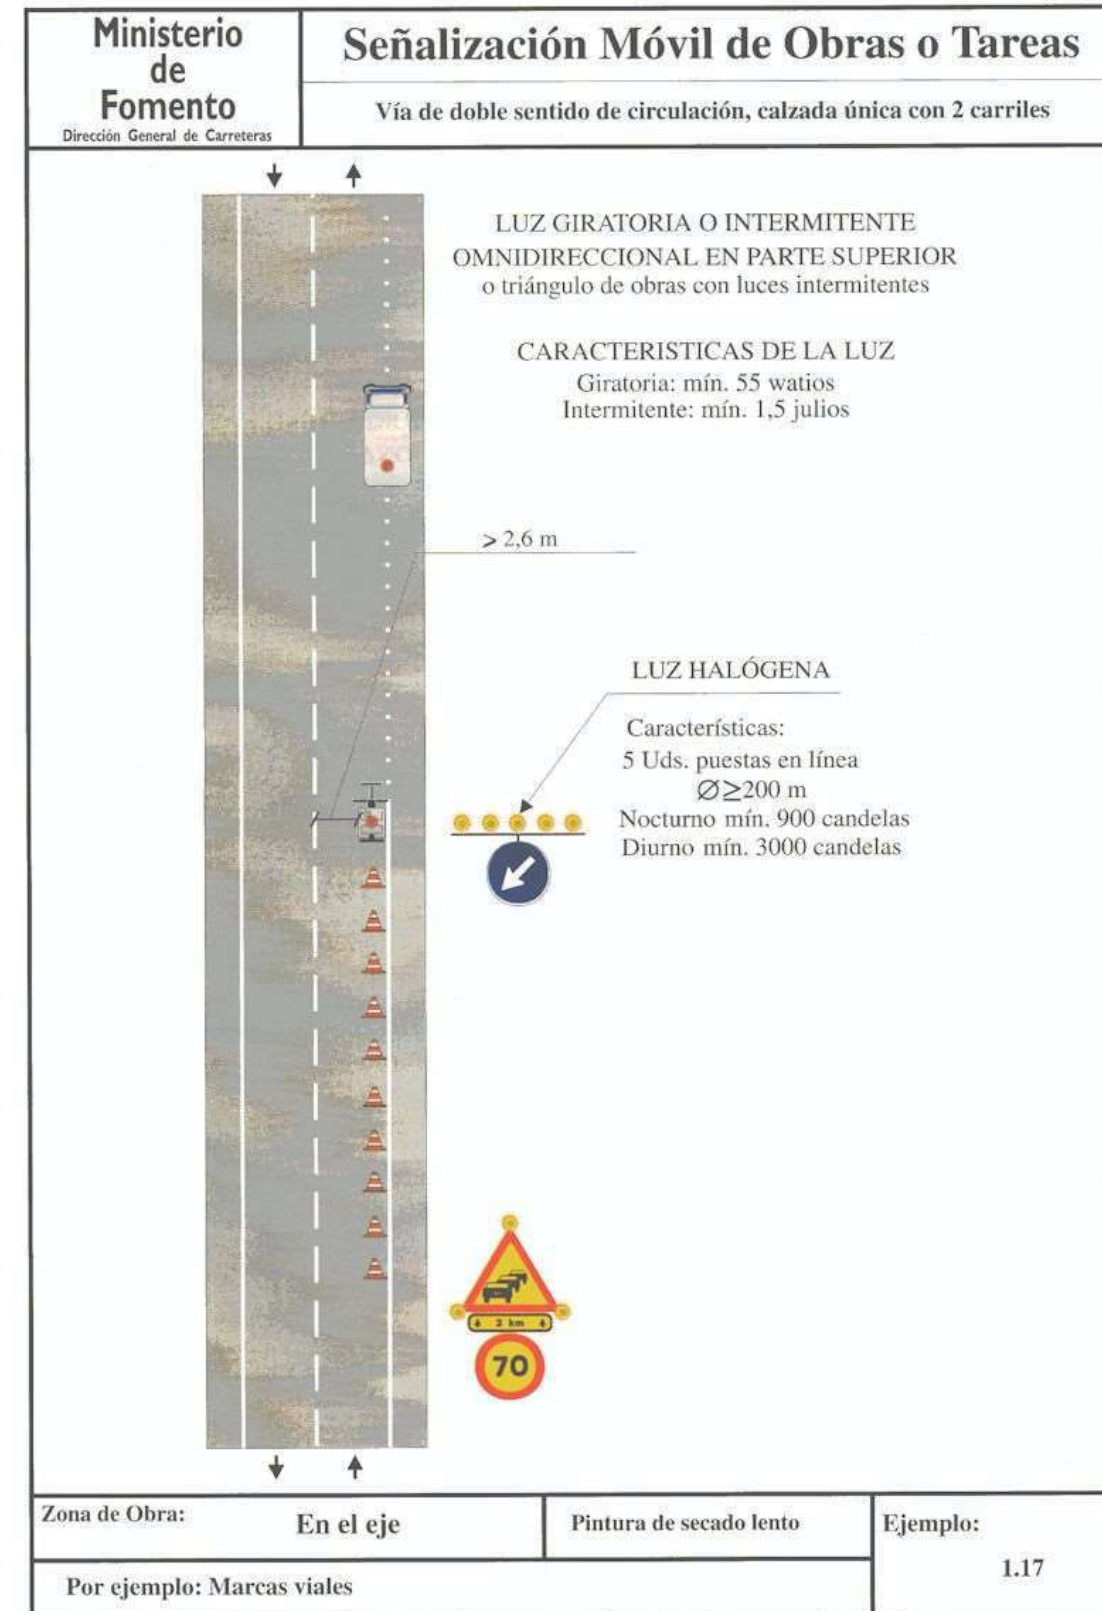 Ministerio
de
Fomento
Dirección General de Carreteras
Señalización Móvil de Obras o Tareas
Vía de doble sentido de circulación, calzada única con 2 carriles
LUZ GIRATORIA O INTERMITENTE
OMNIDIRECCIONAL EN PARTE SUPERIOR
o triángulo de obras con luces intermitentes
CARACTERISTICAS DE LA LUZ
Giratoria: mín. 55 watios
Intermitente: mín. 1,5 julios
> 2,6 m
LUZ HALÓGENA
Características:
5 Uds. puestas en línea
Ø≥200 m
Nocturno mín. 900 candelas
Diurno mín. 3000 candelas
2 km
70
Zona de Obra:
En el eje
Pintura de secado lento
Ejemplo:
1.17
Por ejemplo: Marcas viales